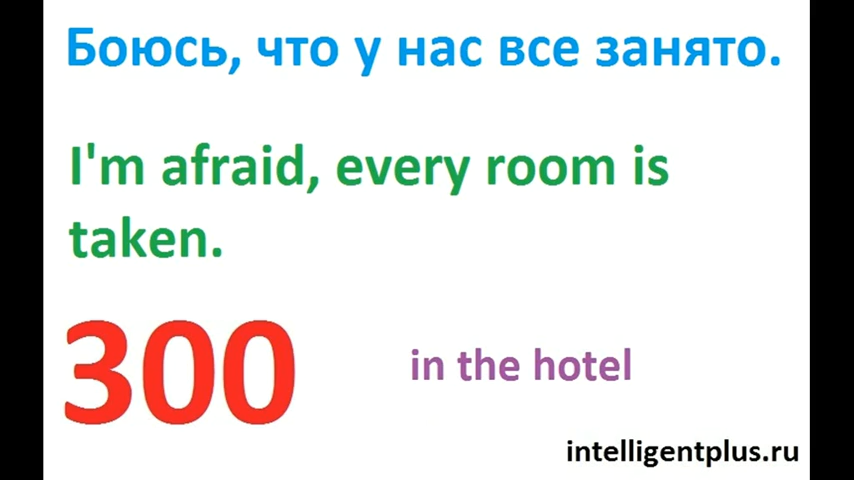 Боюсь, что у нас все занято.
I'm afraid, every room is
taken.
300
in the hotel
intelligentplus.ru